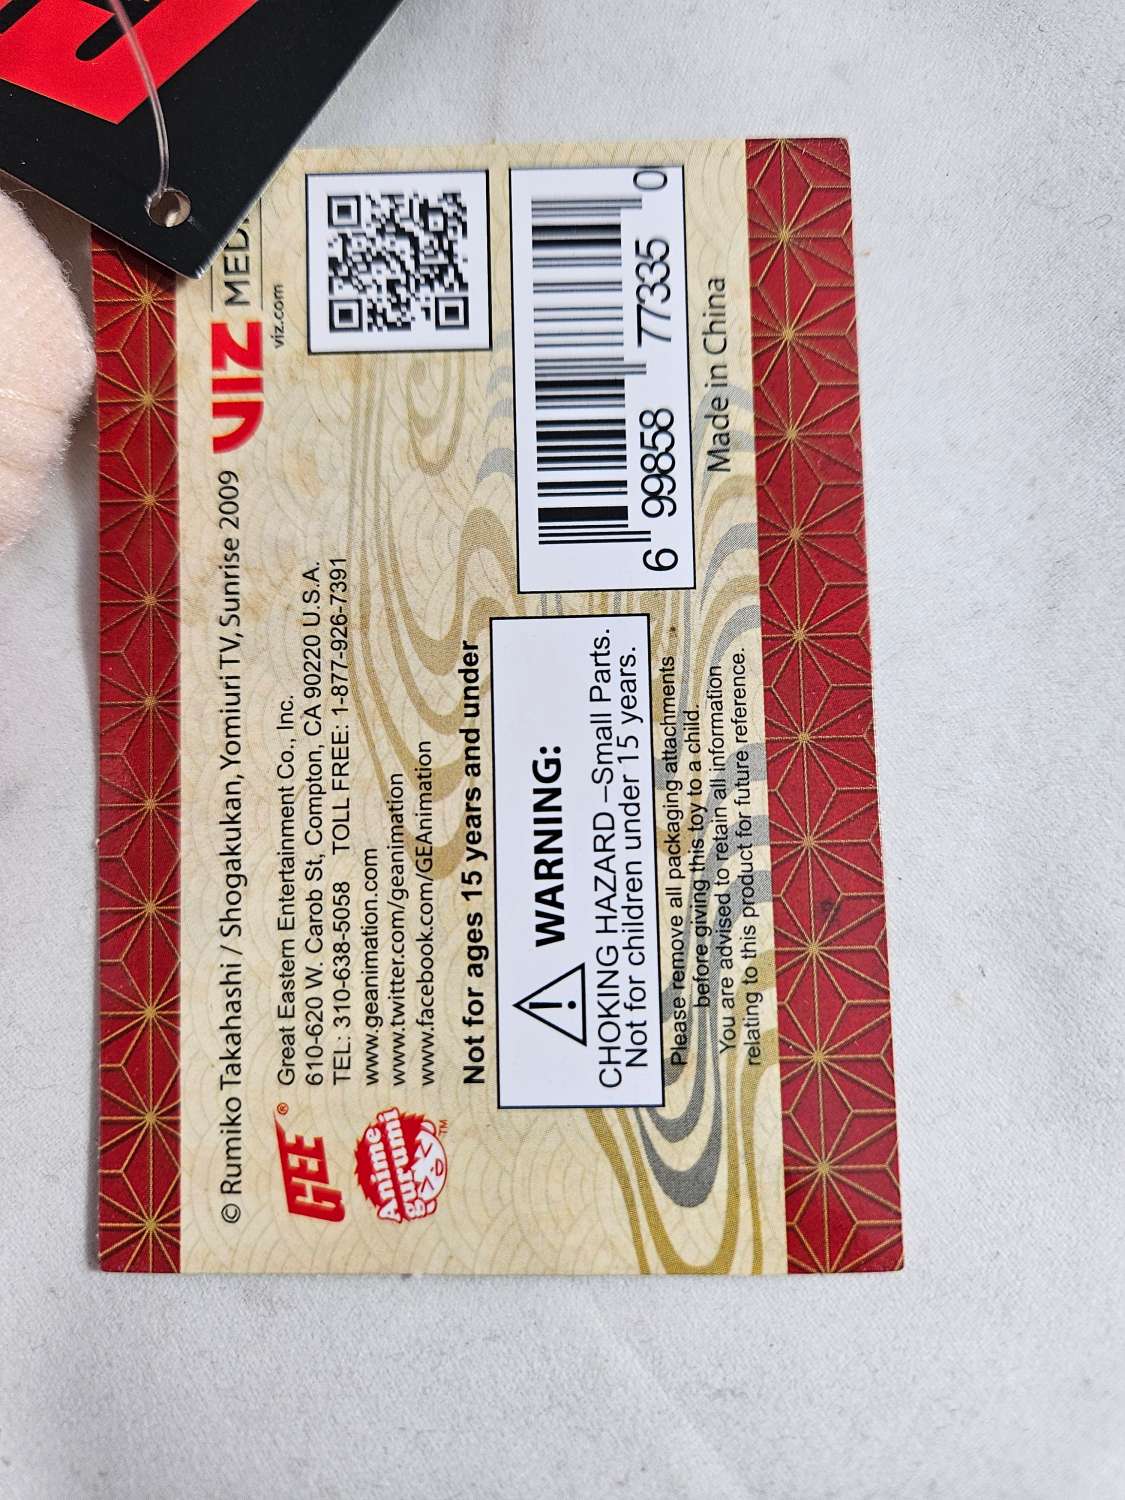 © Rumiko Takahashi / Shogakukan, Yomiuri TV, Sunrise 2009
VIZ
viz.com
GEE®
Great Eastern Entertainment Co., Inc.
610-620 W. Carob St, Compton, CA 90220 U.S.A.
TEL: 310-638-5058 TOLL FREE: 1-877-926-7391
www.geanimation.com
www.twitter.com/geanimation
www.facebook.com/GEAnimation
Anime
gurumi
TM
Not for ages 15 years and under
WARNING:
CHOKING HAZARD –Small Parts.
Not for children under 15 years.
Please remove all packaging attachments
before giving this toy to a child.
You are advised to retain all information
relating to this product for future reference.
6 99858 77335 0
Made in China